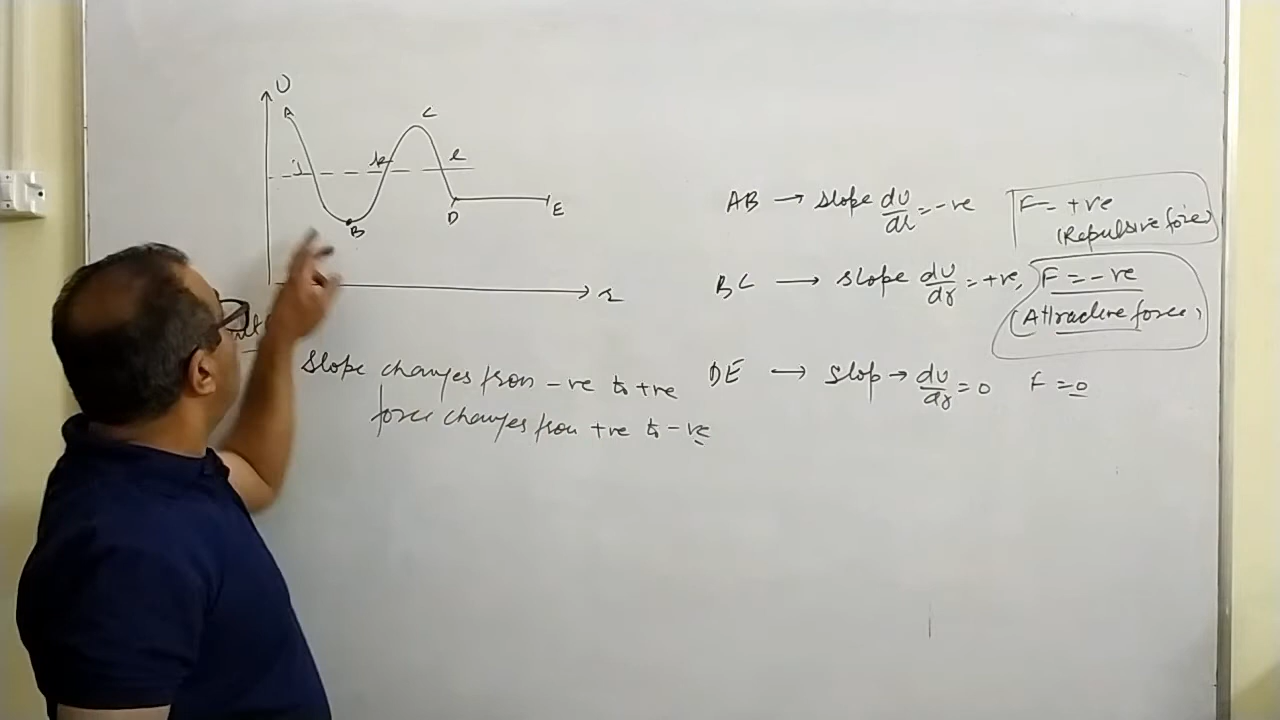 U
A
C
j k l
B
D E
r
AB → slope dU/dr = -ve F = +ve
(Repulsive force)
BC → slope dU/dr = +ve, F = -ve
(Attractive force)
slope changes from -ve to +ve
force changes from +ve to -ve
DE → slop → dU/dr = 0 F = 0